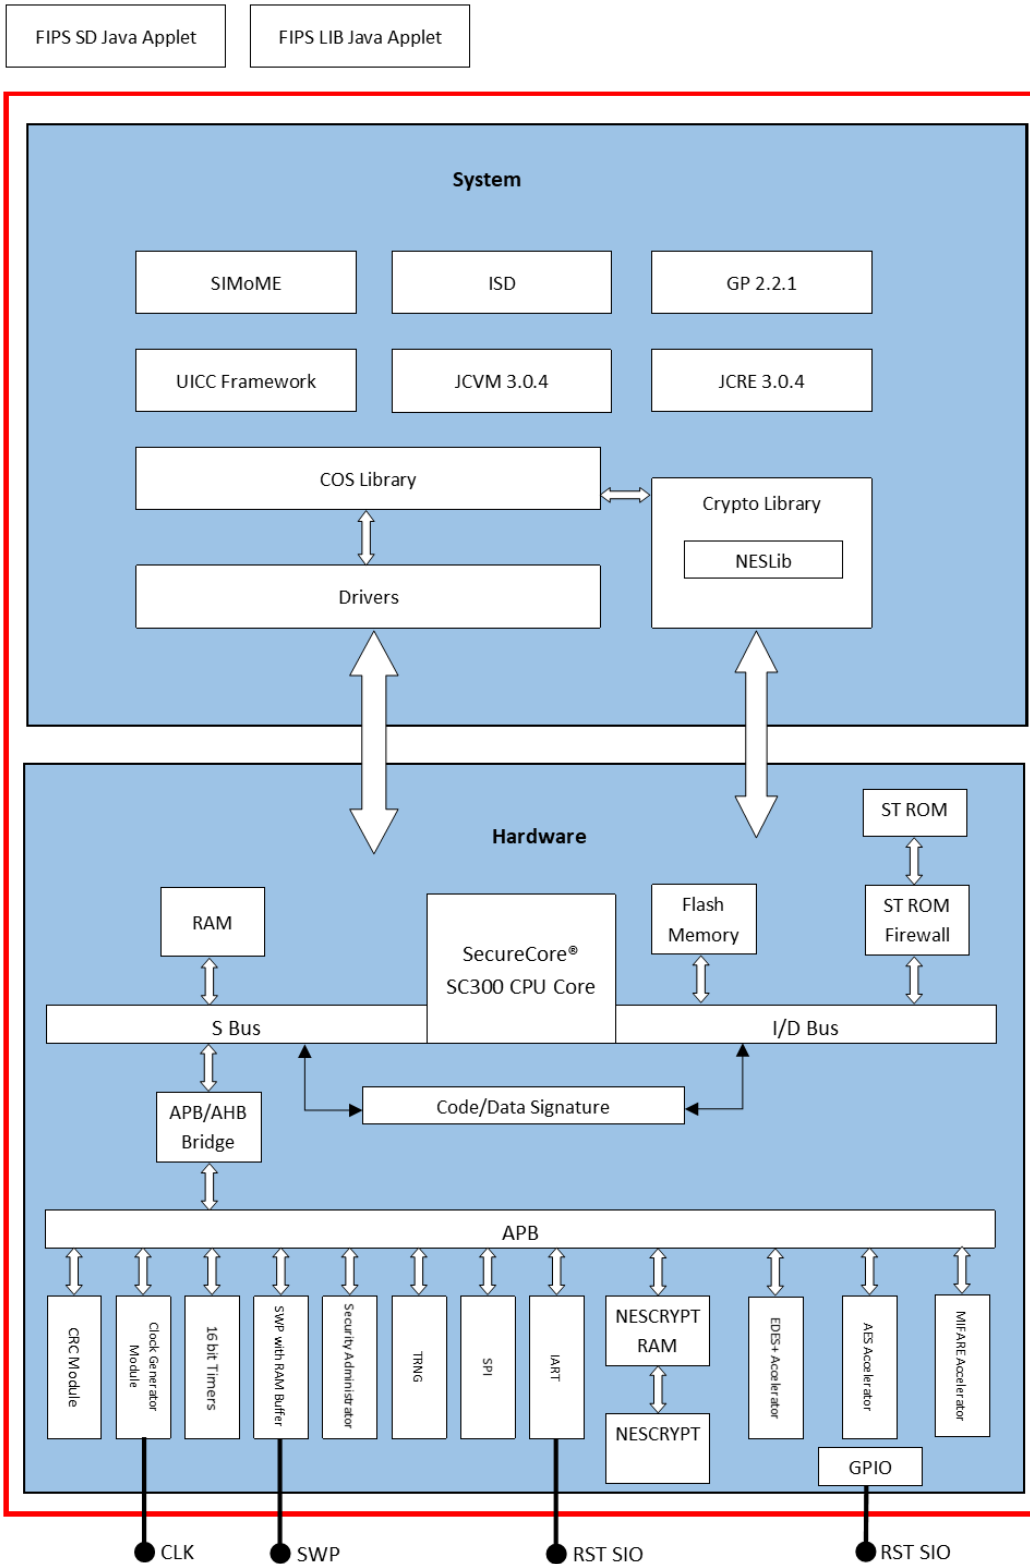 FIPS SD Java Applet
FIPS LIB Java Applet
System
SIMoME
ISD
GP 2.2.1
UICC Framework
JCVM 3.0.4
JCRE 3.0.4
COS Library
Crypto Library
NESLib
Drivers
Hardware
ST ROM
RAM
SecureCore®
SC300 CPU Core
Flash
Memory
ST ROM
Firewall
S Bus
I/D Bus
Code/Data Signature
APB/AHB
Bridge
APB
CRC Module
Clock Generator
Module
16 bit Timers
SWP with RAM Buffer
Security Administrator
TRNG
SPI
IART
NESCRYPT
RAM
NESCRYPT
EDES+ Accelerator
AES Accelerator
MIFARE Accelerator
GPIO
CLK
SWP
RST SIO
RST SIO